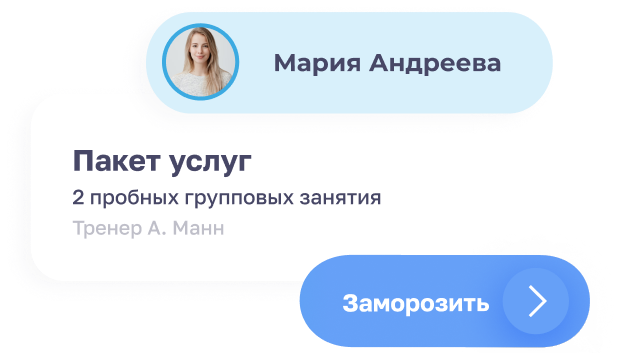 Мария Андреева
Пакет услуг
2 пробных групповых занятия
Тренер А. Манн
Заморозить